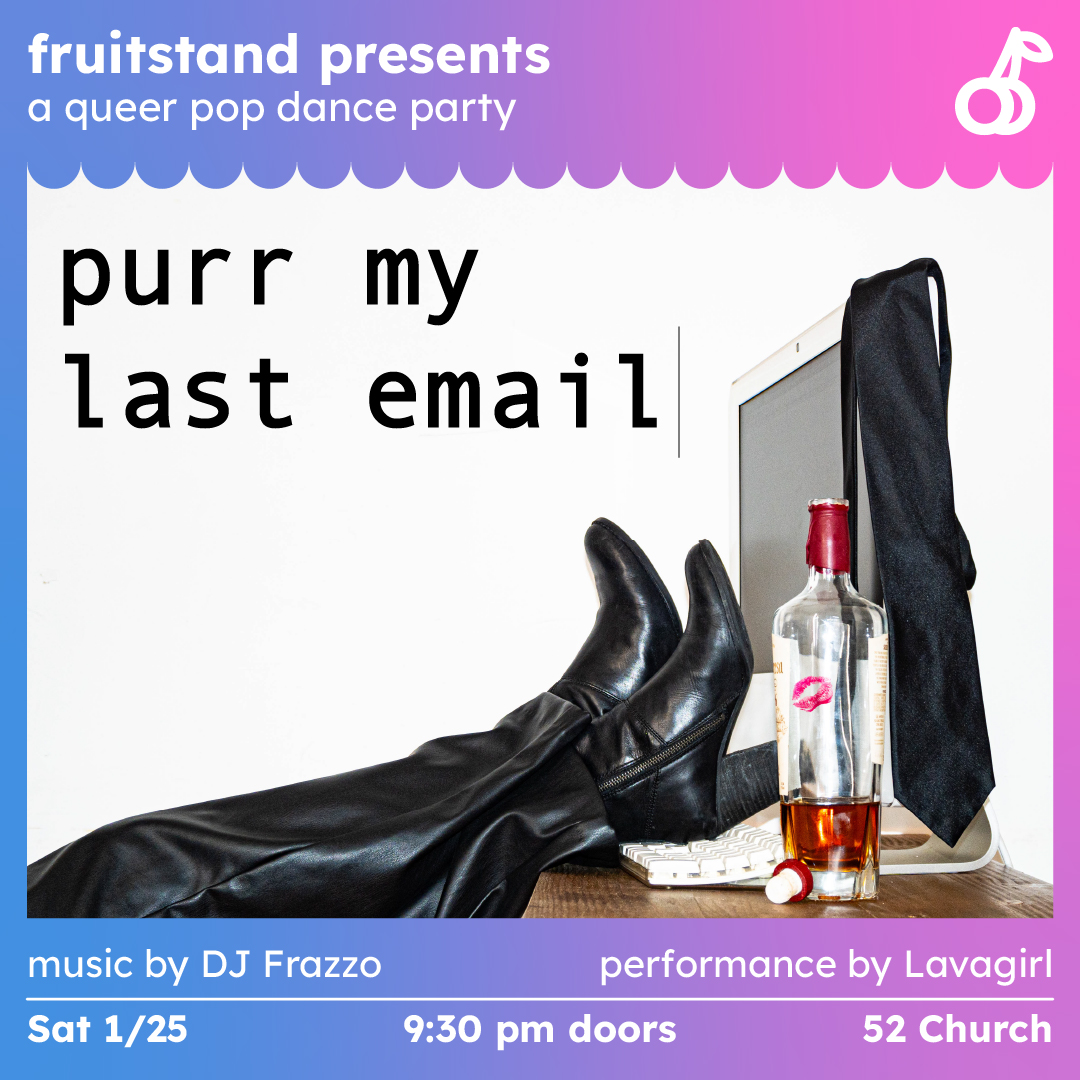 fruitstand presents
a queer pop dance party
purr my
last email
music by DJ Frazzo
performance by Lavagirl
Sat 1/25
9:30 pm doors
52 Church